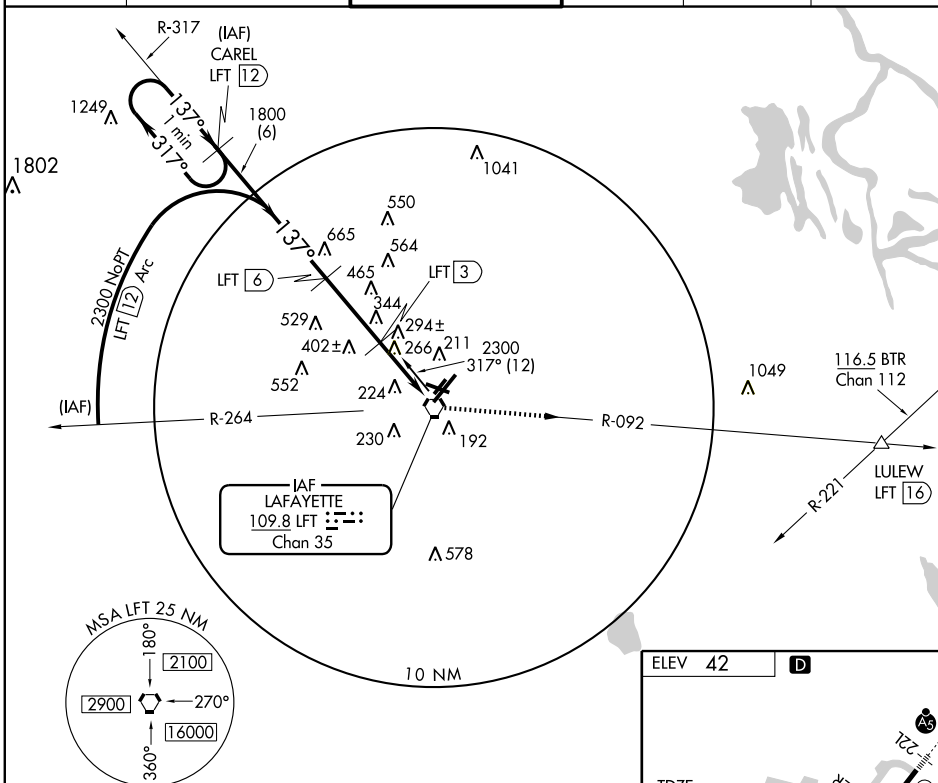 R-317
(IAF)
CAREL
LFT 12
1249
137°
1 min
317°
1800
(6)
1802
1041
550
137°
665
564
2300 NoPT
LFT 12 Arc
LFT 6
465
LFT 3
344
529
294±
402±
266
211
2300
317° (12)
552
224
1049
116.5 BTR
Chan 112
(IAF)
R-264
R-092
230
192
LULEW
LFT 16
R-221
IAF
LAFAYETTE
109.8 LFT
Chan 35
578
MSA LFT 25 NM
180°
2100
2900
270°
16000
360°
10 NM
ELEV 42
D
A5
22L
TDZE